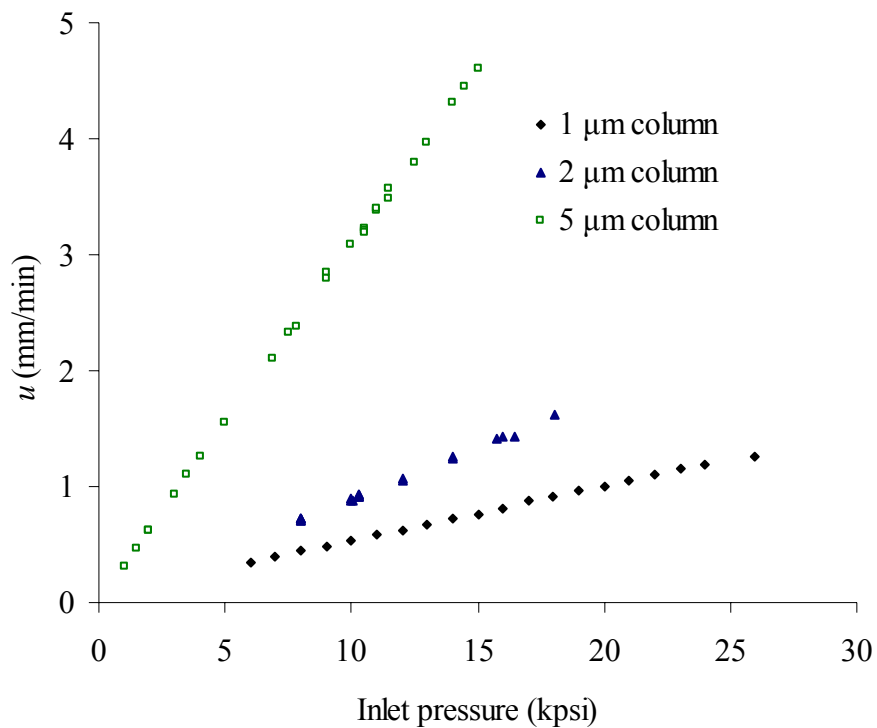 5
4
3
2
1
0
u (mm/min)
1 µm column
2 µm column
5 µm column
0 5 10 15 20 25 30
Inlet pressure (kpsi)